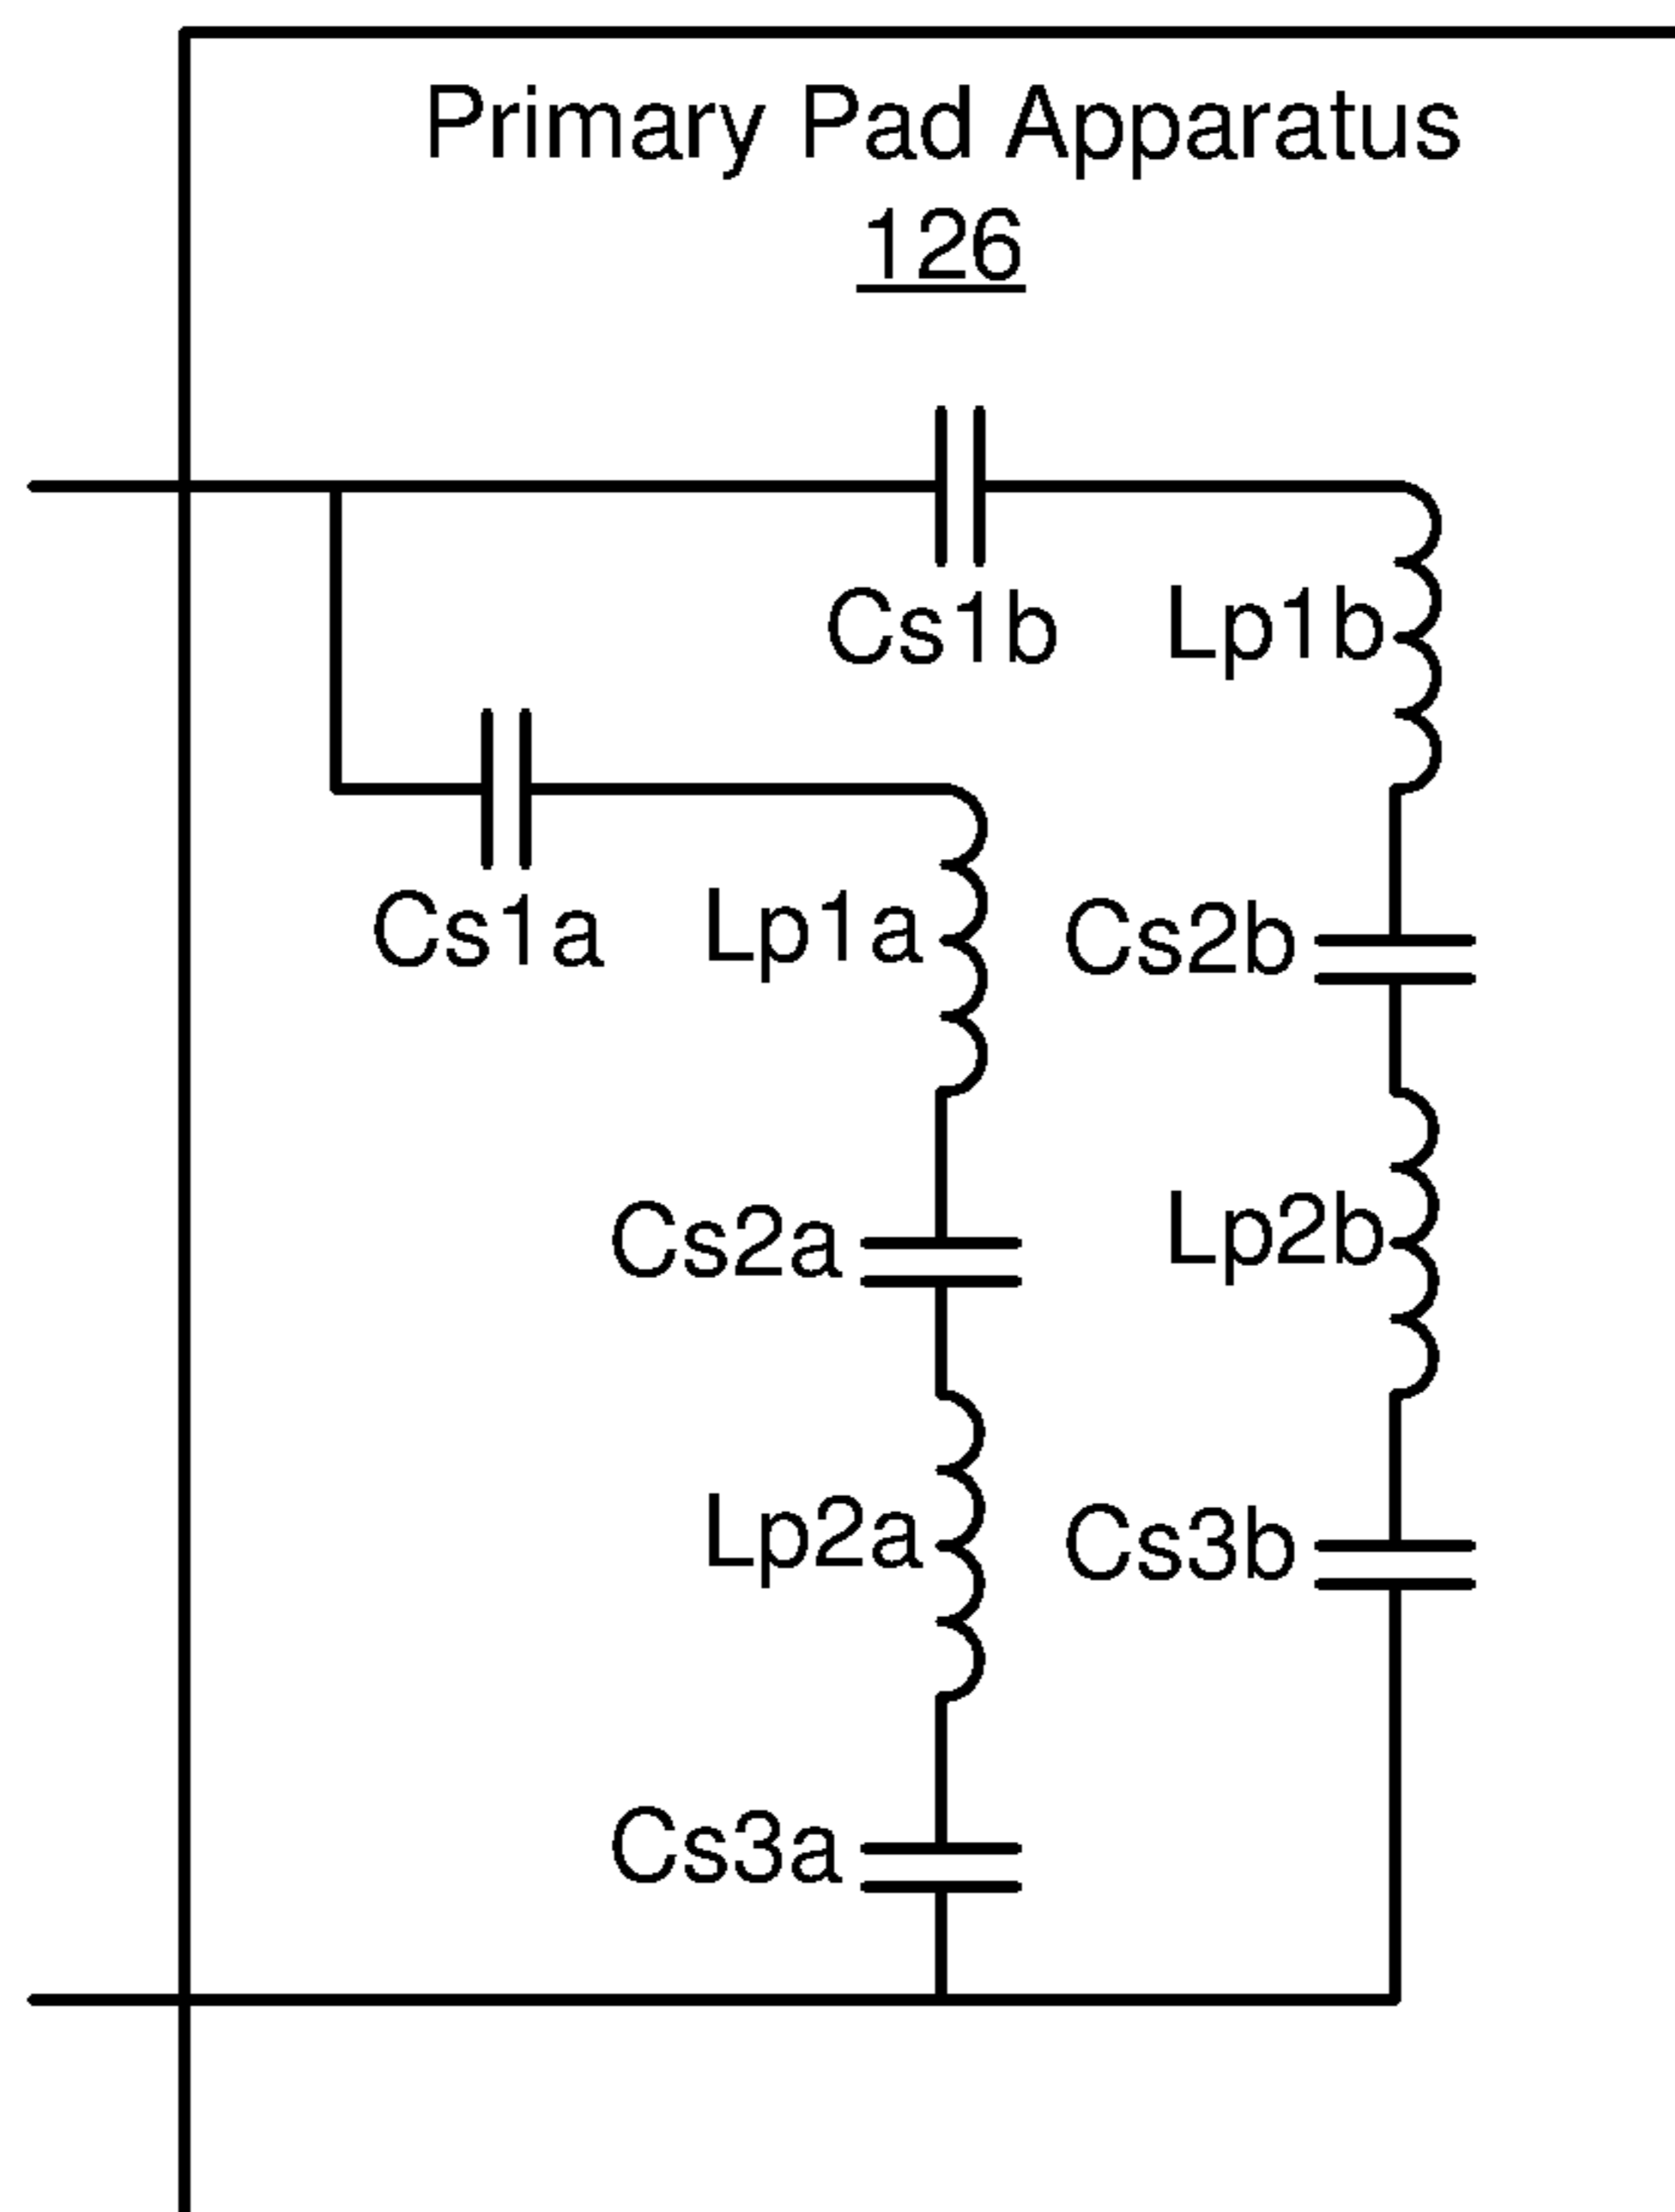 Primary Pad Apparatus
126
Cs1b
Lp1b
Cs1a
Lp1a
Cs2b
Cs2a
Lp2b
Lp2a
Cs3b
Cs3a